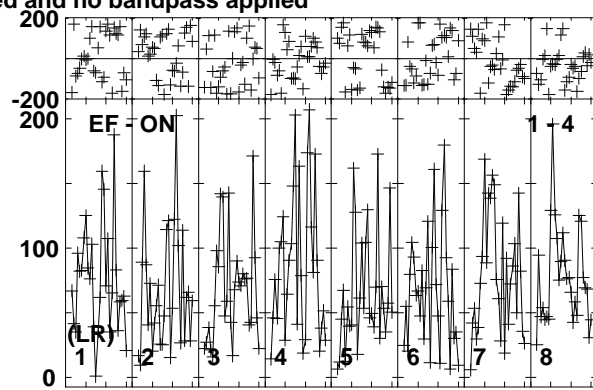 ed and no bandpass applied
200
-200
200
EF - ON 1 - 4
100
(LR)
1 2 3 4 5 6 7 8
0